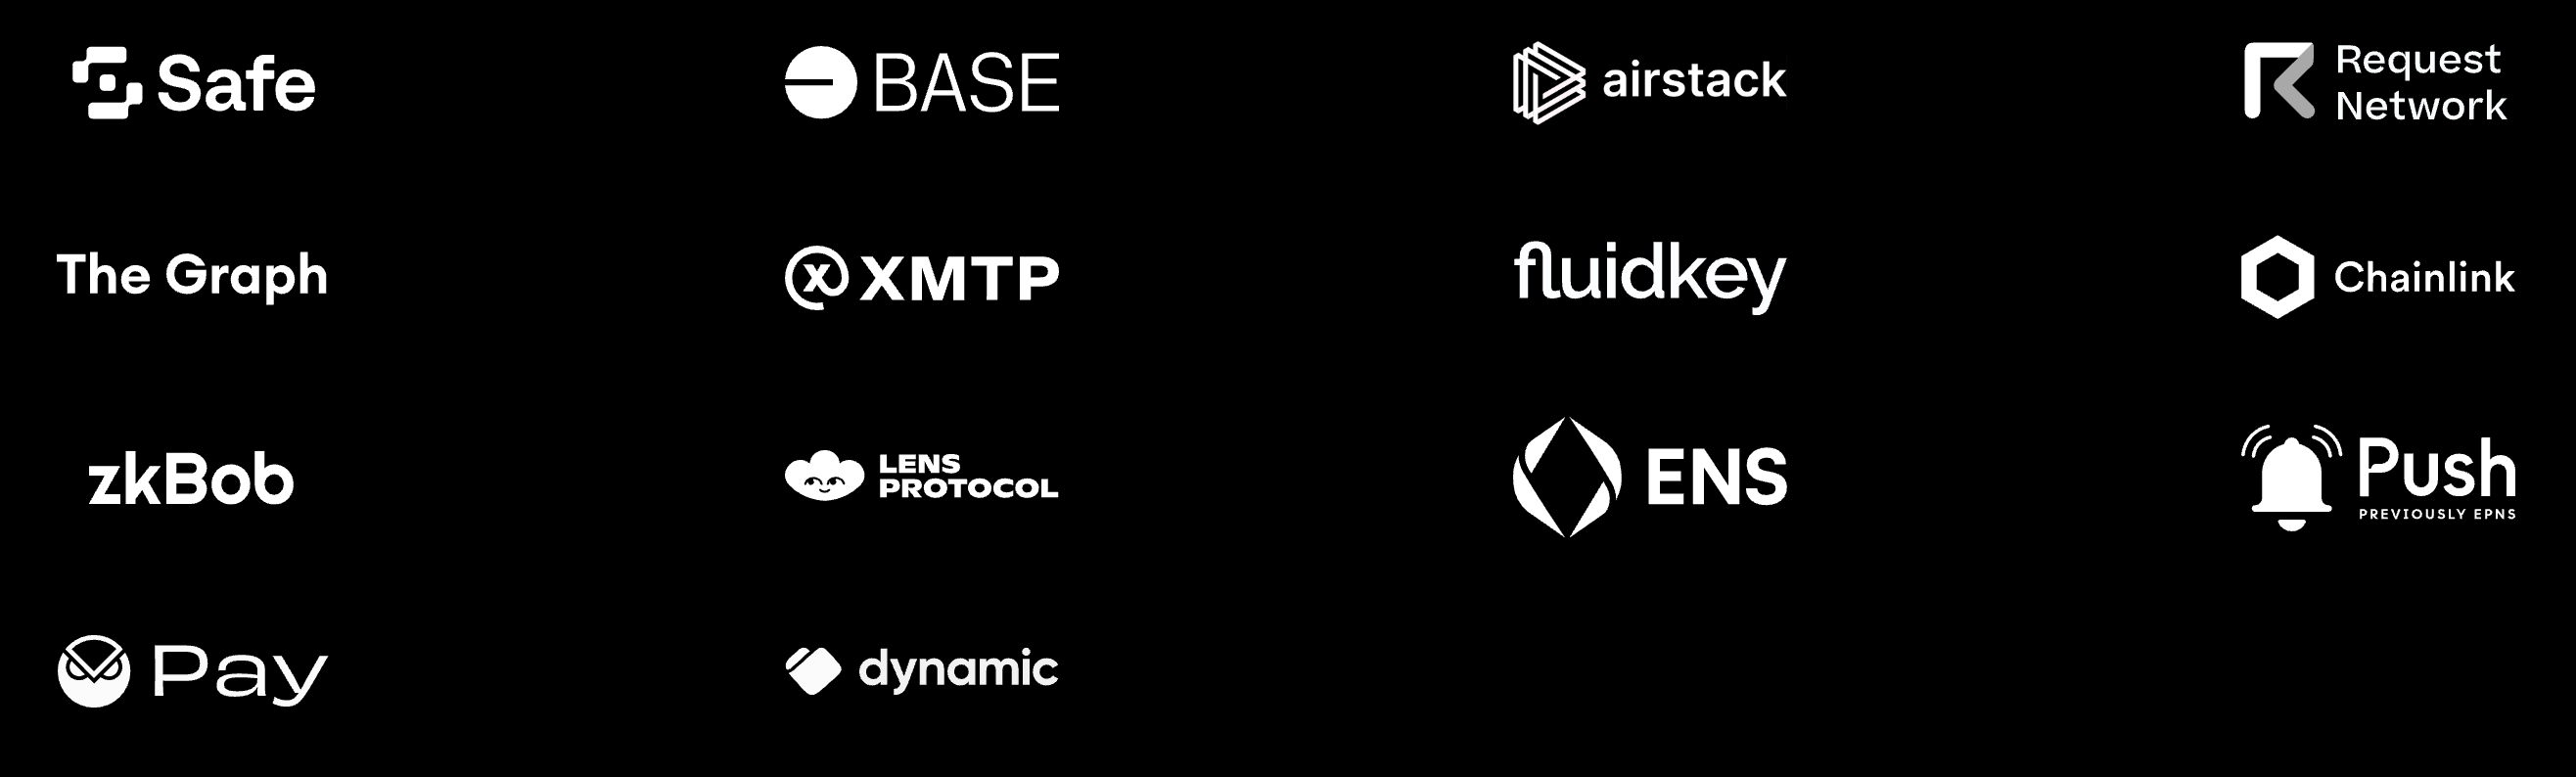 Safe
BASE
airstack
Request
Network
The Graph
XMTP
fluidkey
Chainlink
zkBob
LENS
PROTOCOL
ENS
Push
PREVIOUSLY EPNS
Pay
dynamic